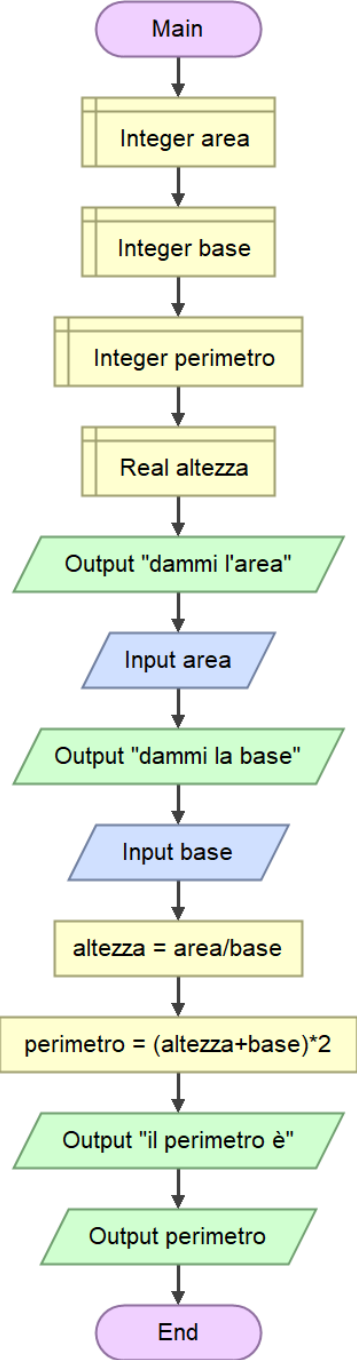 Main
Integer area
Integer base
Integer perimetro
Real altezza
Output "dammi l'area"
Input area
Output "dammi la base"
Input base
altezza = area/base
perimetro = (altezza+base)*2
Output "il perimetro è"
Output perimetro
End